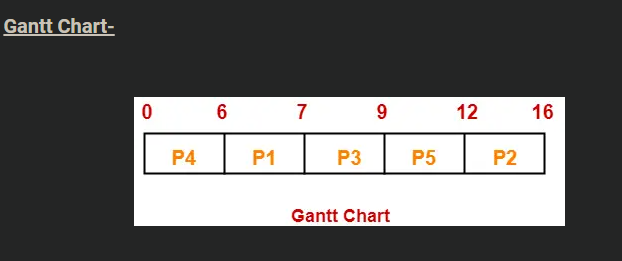 Gantt Chart-
0 6 7 9 12 16
P4 P1 P3 P5 P2
Gantt Chart